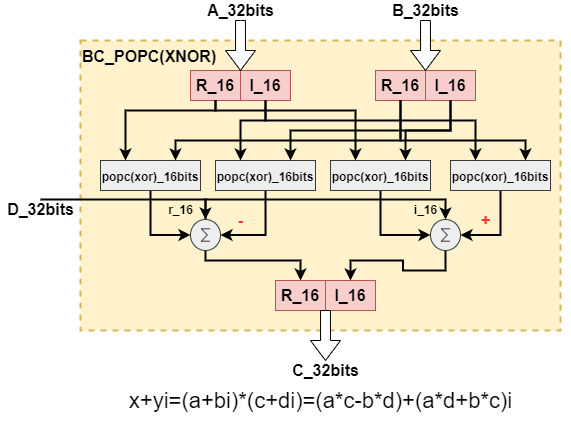 A_32bits B_32bits
BC_POPC(XNOR)
R_16 I_16 R_16 I_16
popc(xor)_16bits popc(xor)_16bits popc(xor)_16bits popc(xor)_16bits
D_32bits r_16 - i_16 +
Σ Σ
R_16 I_16
C_32bits
x+yi=(a+bi)*(c+di)=(a*c-b*d)+(a*d+b*c)i